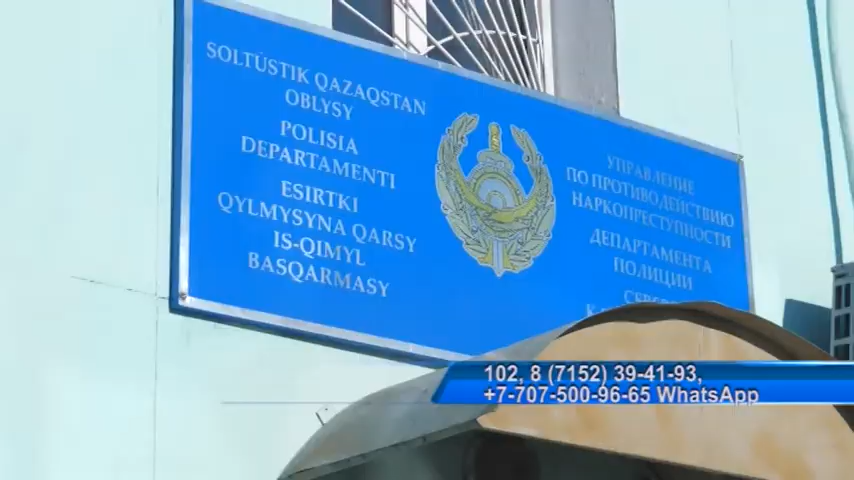 SOLTÚSTIK QAZAQSTAN
OBLYSY
POLISIA
DEPARTAMENTI
ESIRTKI
QYLMYSYNA QARSY
IS-QIMYL
BASQARMASY
УПРАВЛЕНИЕ
ПО ПРОТИВОДЕЙСТВИЮ
НАРКОПРЕСТУПНОСТИ
ДЕПАРТАМЕНТА
ПОЛИЦИИ
102, 8 (7152) 39-41-93,
+7-707-500-96-65 WhatsApp